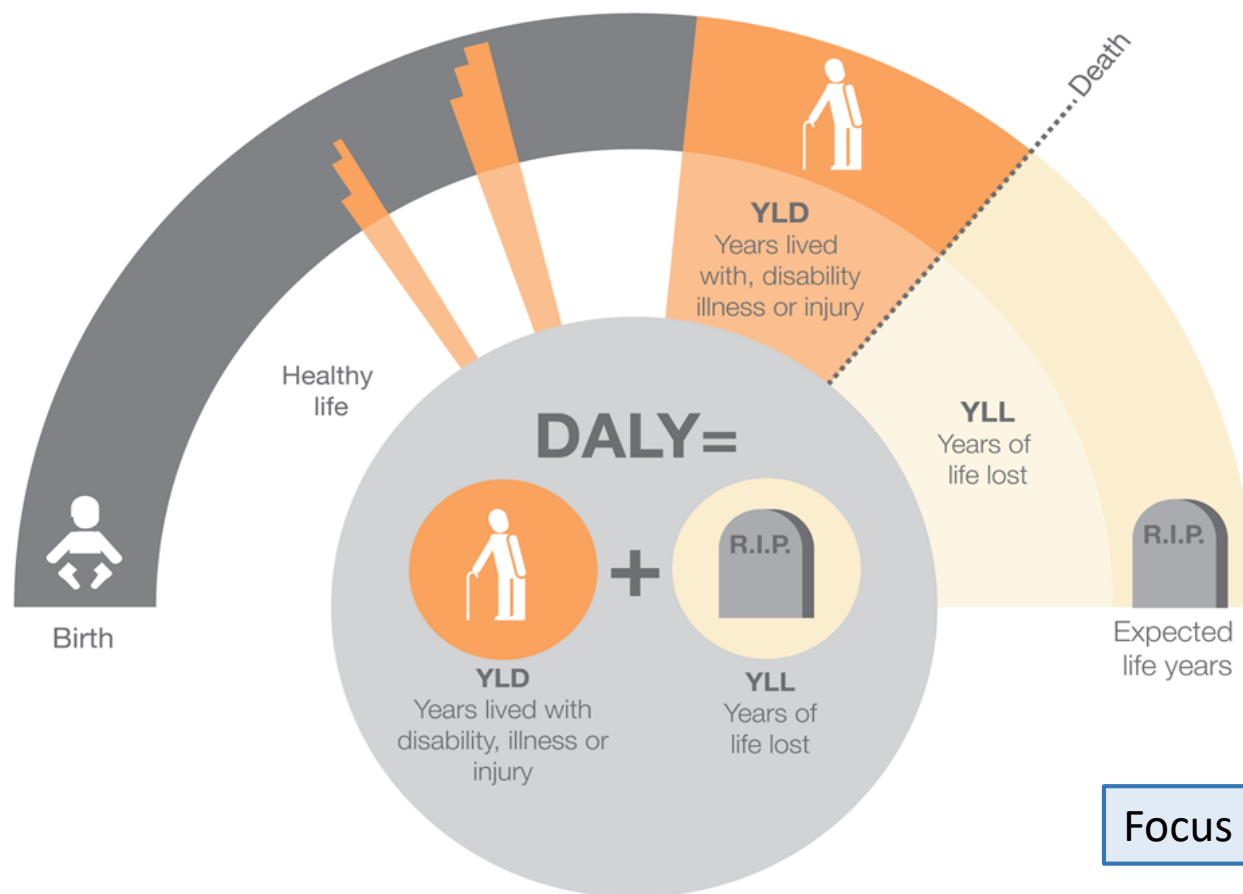 Death
YLD
Years lived
with, disability
illness or injury
Healthy
life
YLL
Years of
life lost
DALY=
R.I.P.
+
R.I.P.
Birth
Expected
life years
YLD
Years lived with
disability, illness or
injury
YLL
Years of
life lost
Focus